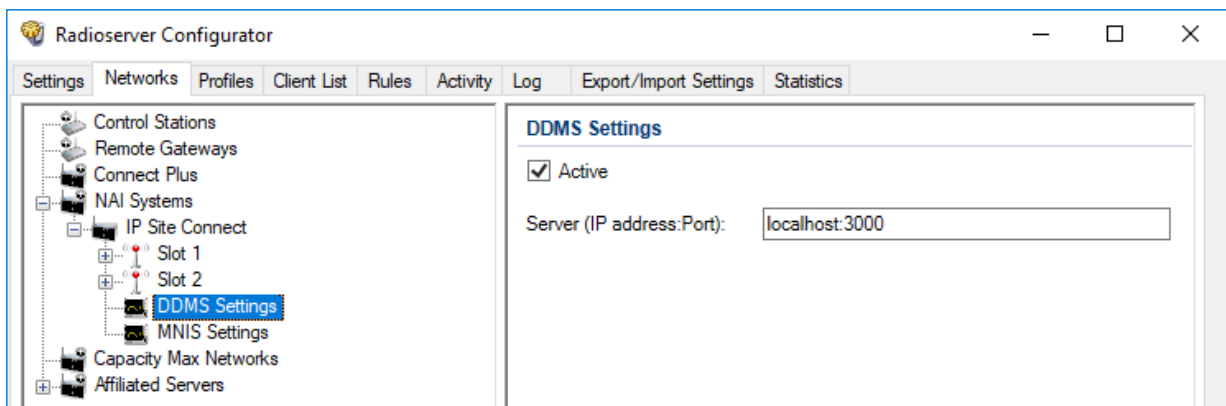 Radioserver Configurator
Settings Networks Profiles Client List Rules Activity Log Export/Import Settings Statistics
Control Stations
Remote Gateways
Connect Plus
NAI Systems
IP Site Connect
Slot 1
Slot 2
DDMS Settings
MNIS Settings
Capacity Max Networks
Affiliated Servers
DDMS Settings
Active
Server (IP address:Port): localhost:3000